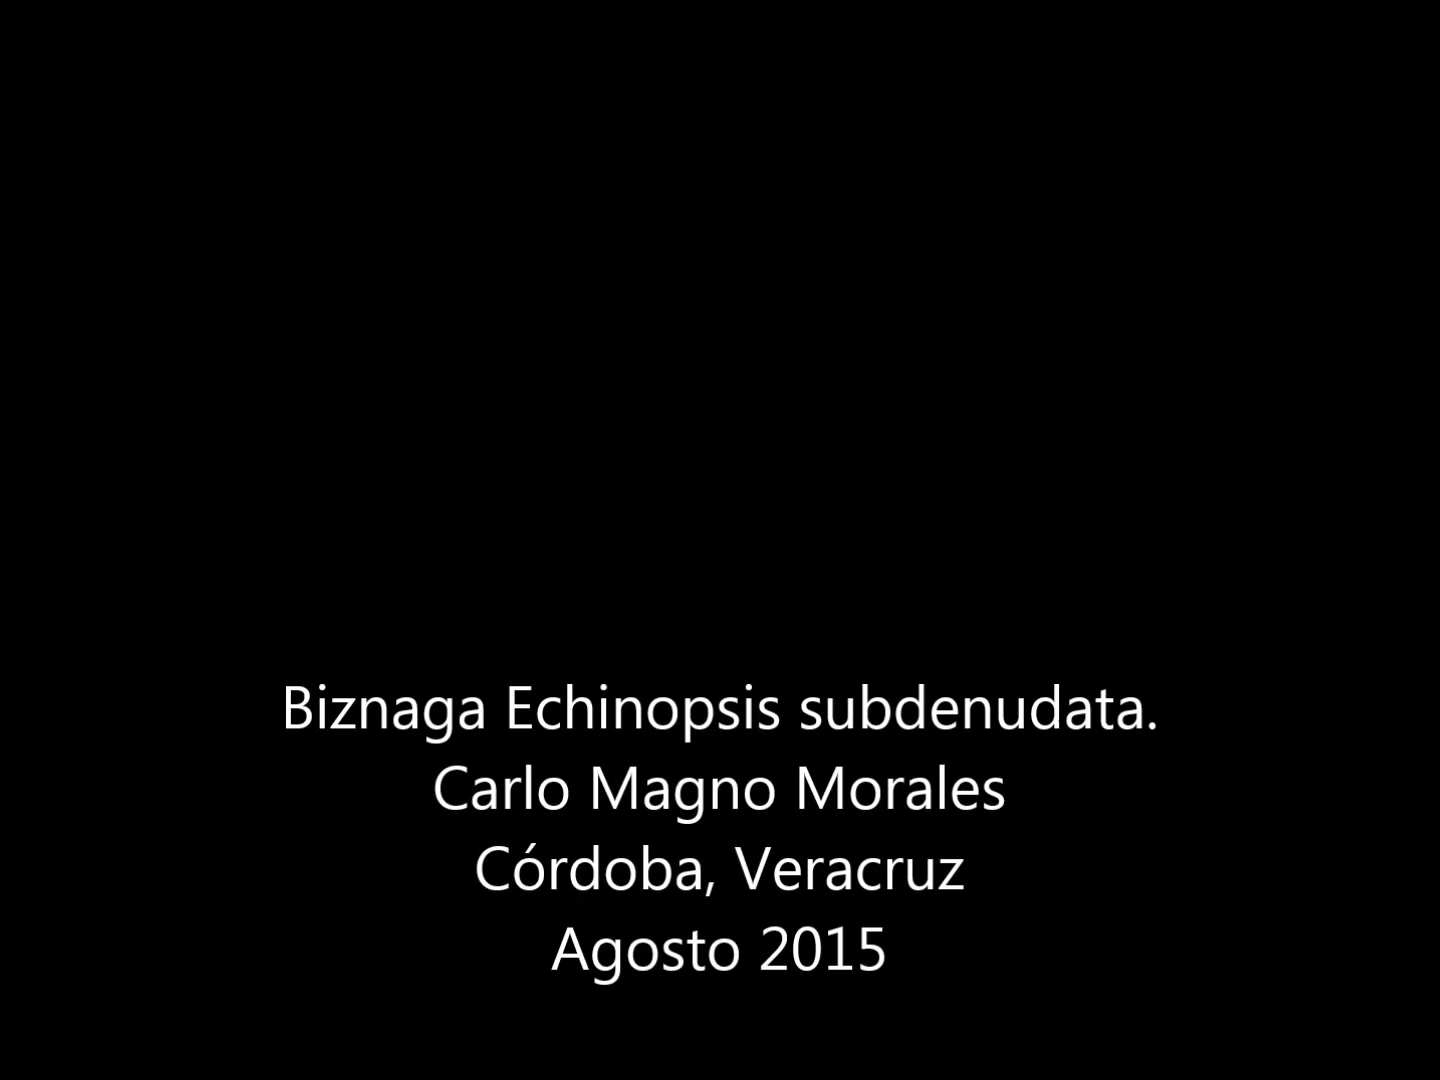 Biznaga Echinopsis subdenudata.
Carlo Magno Morales
Córdoba, Veracruz
Agosto 2015